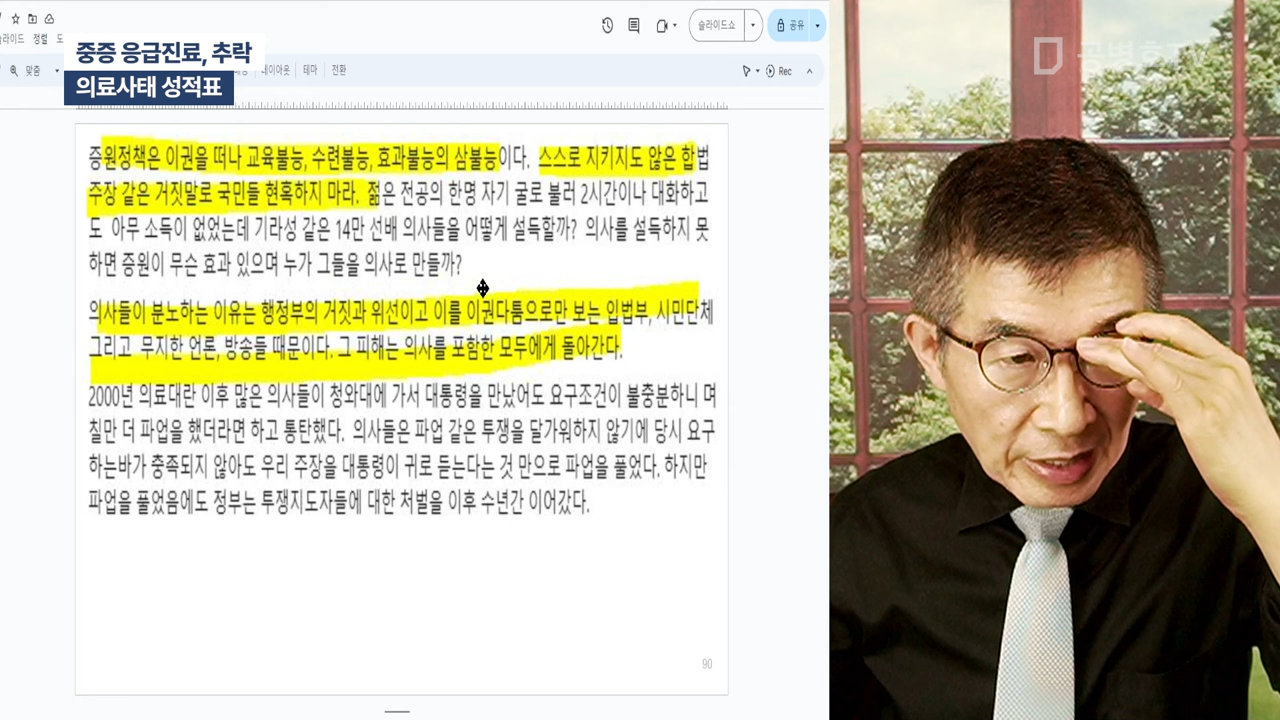 슬라이드쇼
공유
라이드 정렬 도
중증 응급진료, 추락
의료사태 성적표
맞춤
레이아웃
테마
전환
Rec
증원정책은 이권을 떠나 교육불능, 수련불능, 효과불능의 삼불능이다. 스스로 지키지도 않은 합법
주장 같은 거짓말로 국민들 현혹하지 마라. 젊은 전공의 한명 자기 굴로 불러 2시간이나 대화하고
도 아무 소득이 없었는데 기라성 같은 14만 선배 의사들을 어떻게 설득할까? 의사를 설득하지 못
하면 증원이 무슨 효과 있으며 누가 그들을 의사로 만들까?
의사들이 분노하는 이유는 행정부의 거짓과 위선이고 이를 이권다툼으로만 보는 입법부, 시민단체
그리고 무지한 언론, 방송들 때문이다. 그 피해는 의사를 포함한 모두에게 돌아간다.
2000년 의료대란 이후 많은 의사들이 청와대에 가서 대통령을 만났어도 요구조건이 불충분하니 며
칠만 더 파업을 했더라면 하고 통탄했다. 의사들은 파업 같은 투쟁을 달가워하지 않기에 당시 요구
하는바가 충족되지 않아도 우리 주장을 대통령이 귀로 듣는다는 것 만으로 파업을 풀었다. 하지만
파업을 풀었음에도 정부는 투쟁지도자들에 대한 처벌을 이후 수년간 이어갔다.
90
공병호TV